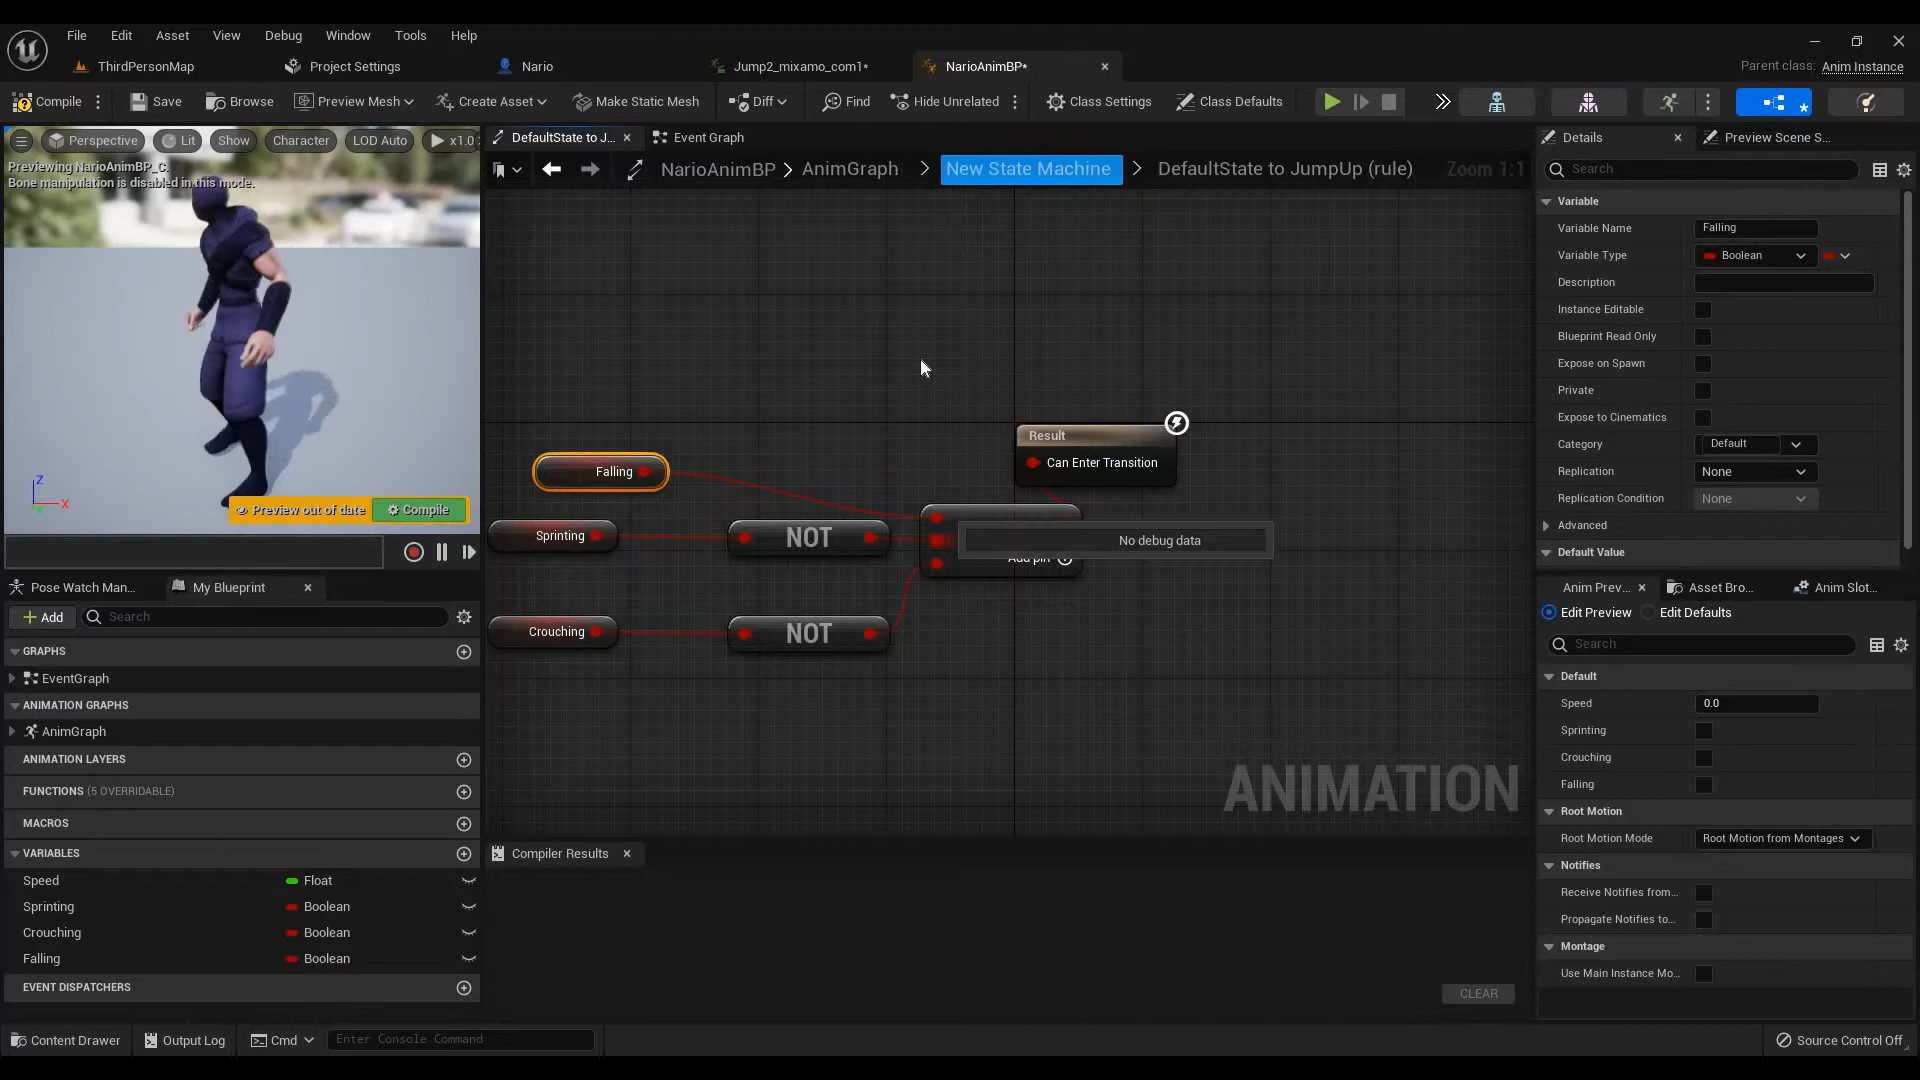 File Edit Asset View Debug Window Tools Help
ThirdPersonMap Project Settings Nario Jump2_mixamo_com1* NarioAnimBP* Parent class: Anim Instance
Compile Save Browse Preview Mesh Create Asset Make Static Mesh Diff Find Hide Unrelated Class Settings Class Defaults
Perspective Lit Show Character LOD Auto x1.0
Previewing NarioAnimBP_C.
Bone manipulation is disabled in this mode.
Z
X
Preview out of date Compile
DefaultState to J... Event Graph
NarioAnimBP AnimGraph New State Machine DefaultState to JumpUp (rule) Zoom 1:1
Result
Can Enter Transition
Falling
Sprinting NOT
No debug data
Add pin
Crouching NOT
ANIMATION
Compiler Results
CLEAR
Pose Watch Man... My Blueprint
Add Search
GRAPHS
EventGraph
ANIMATION GRAPHS
AnimGraph
ANIMATION LAYERS
FUNCTIONS (5 OVERRIDABLE)
MACROS
VARIABLES
Speed Float
Sprinting Boolean
Crouching Boolean
Falling Boolean
EVENT DISPATCHERS
Details Preview Scene S...
Search
Variable
Variable Name Falling
Variable Type Boolean
Description
Instance Editable
Blueprint Read Only
Expose on Spawn
Private
Expose to Cinematics
Category Default
Replication None
Replication Condition None
Advanced
Default Value
Anim Prev... Asset Bro... Anim Slot...
Edit Preview Edit Defaults
Search
Default
Speed 0.0
Sprinting
Crouching
Falling
Root Motion
Root Motion Mode Root Motion from Montages
Notifies
Receive Notifies from...
Propagate Notifies to...
Montage
Use Main Instance Mo...
Content Drawer Output Log Cmd Enter Console Command Source Control Off